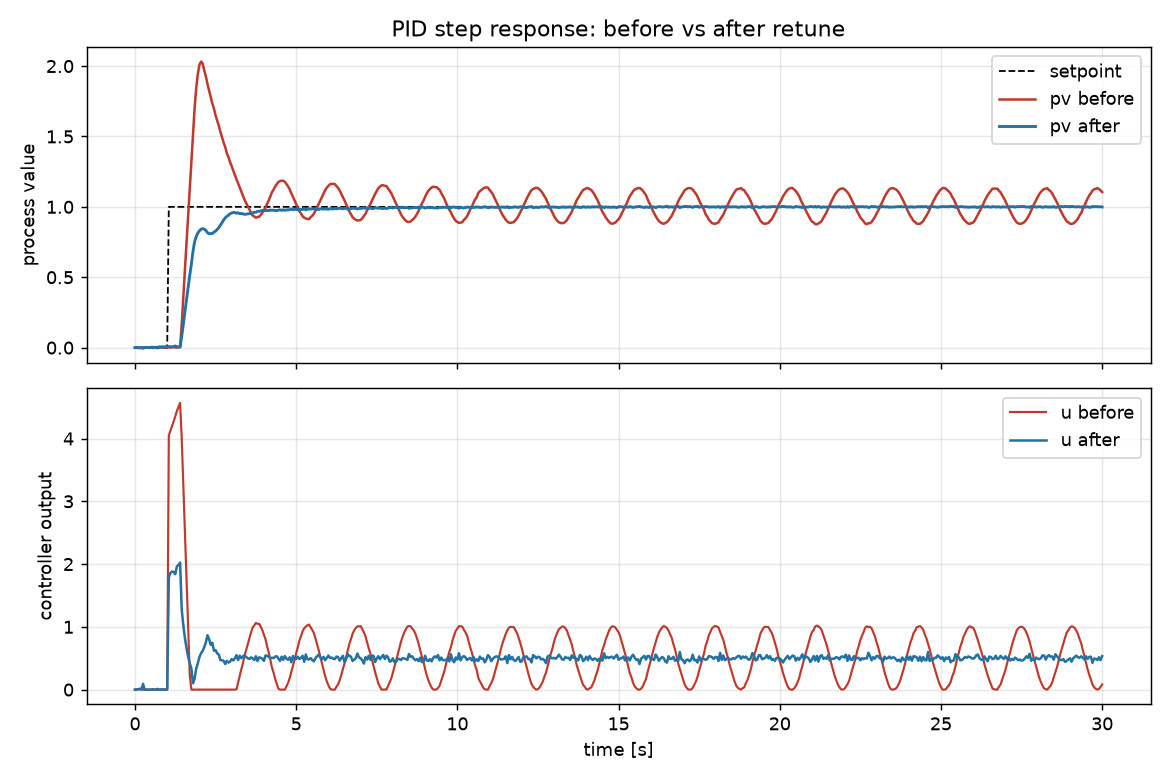 PID step response: before vs after retune
process value
2.0
1.5
1.0
0.5
0.0
setpoint
pv before
pv after
controller output
4
3
2
1
0
u before
u after
0 5 10 15 20 25 30
time [s]